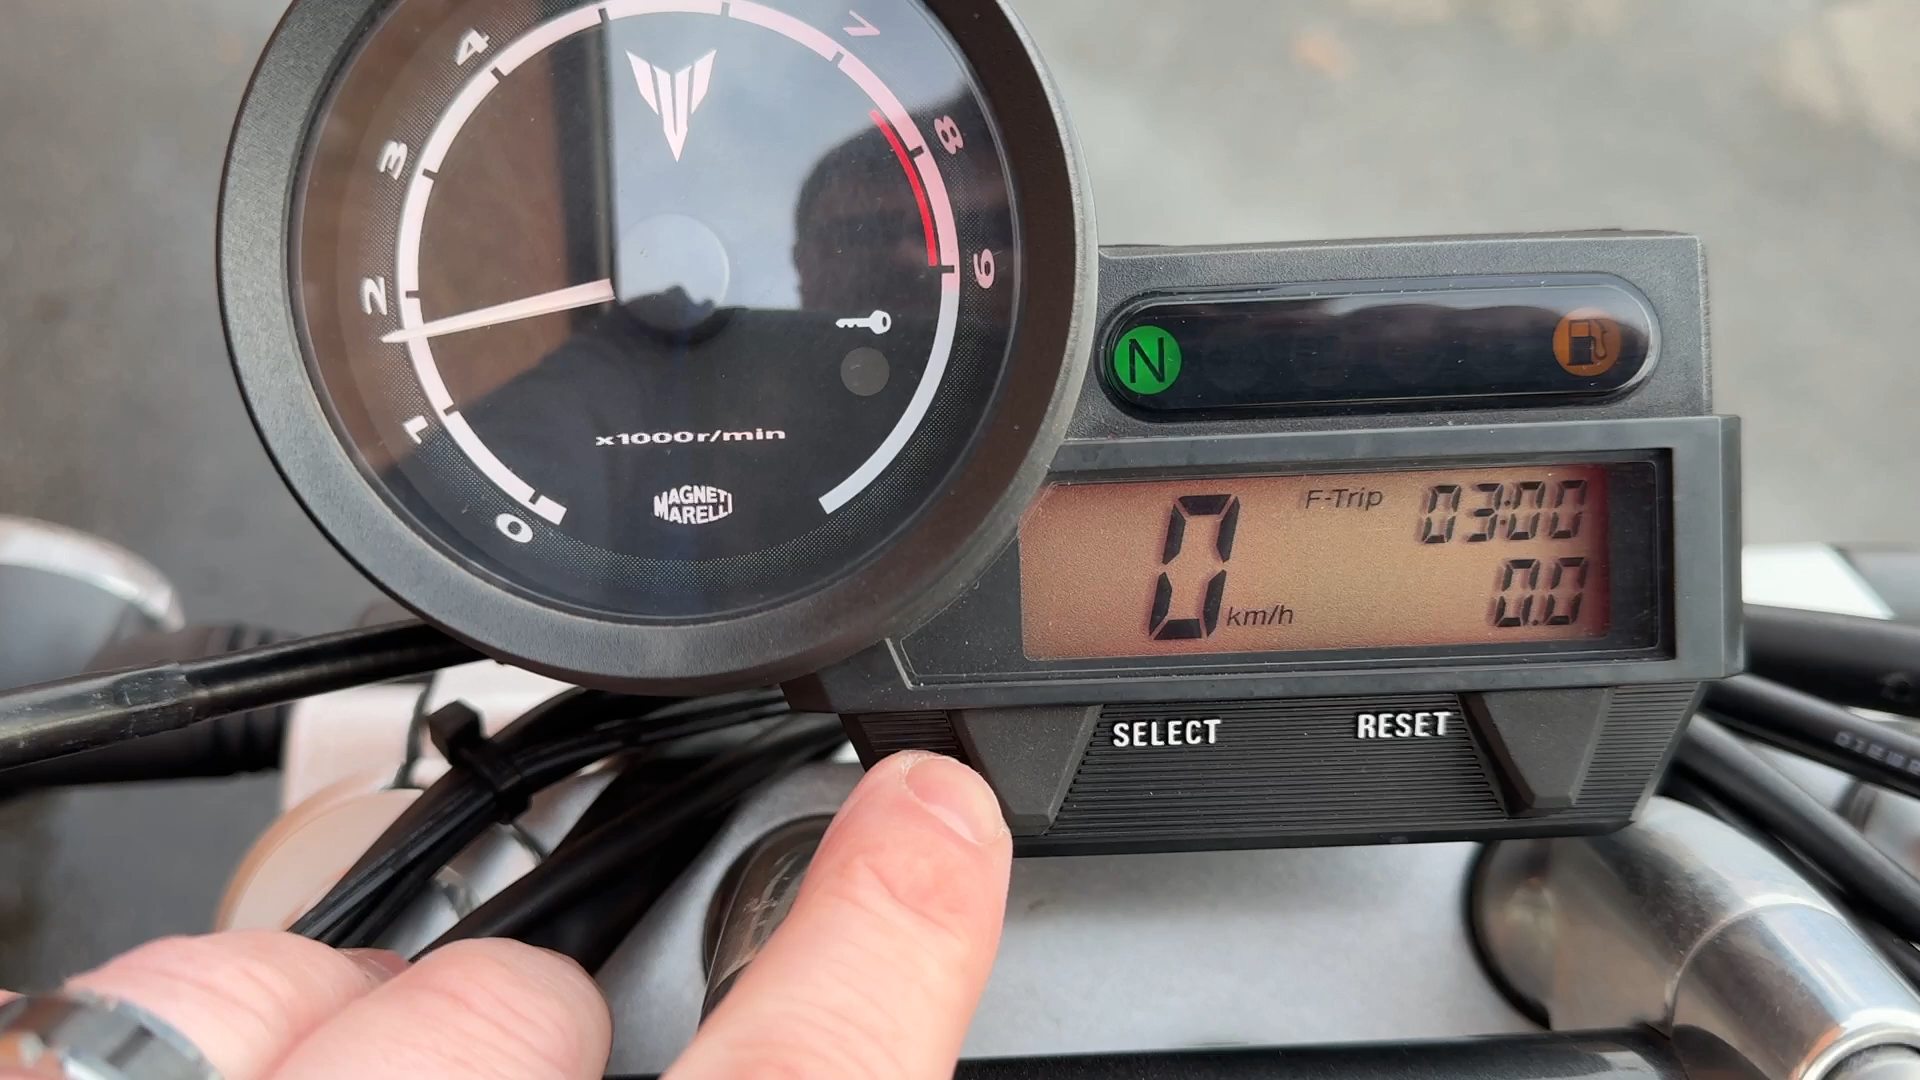 4
3
2
1
0
7
8
9
x1000r/min
MAGNETI
MARELLI
N
F-Trip 03:00
0 km/h
0.0
SELECT RESET